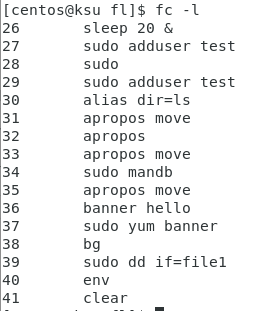 [centos@ksu fl]$ fc -l
26 sleep 20 &
27 sudo adduser test
28 sudo
29 sudo adduser test
30 alias dir=ls
31 apropos move
32 apropos
33 apropos move
34 sudo mandb
35 apropos move
36 banner hello
37 sudo yum banner
38 bg
39 sudo dd if=file1
40 env
41 clear